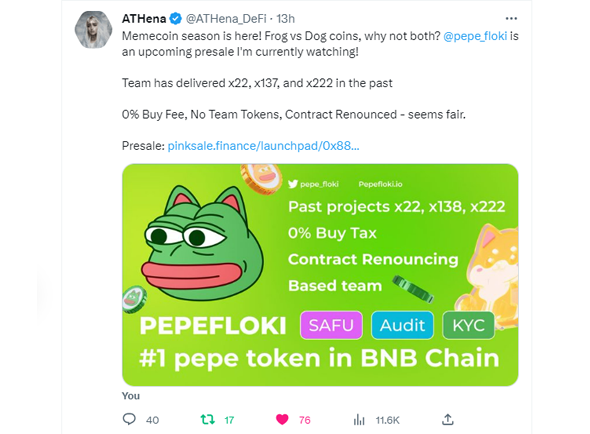 ATHena @ATHena_DeFi · 13h
Memecoin season is here! Frog vs Dog coins, why not both? @pepe_floki is
an upcoming presale I'm currently watching!
Team has delivered x22, x137, and x222 in the past
0% Buy Fee, No Team Tokens, Contract Renounced - seems fair.
Presale: pinksale.finance/launchpad/0x88...
pepe_floki Pepefloki.io
Past projects x22, x138, x222
0% Buy Tax
Contract Renouncing
Based team
PEPEFLOKI SAFU Audit KYC
#1 pepe token in BNB Chain
You
40 17 76 11.6K